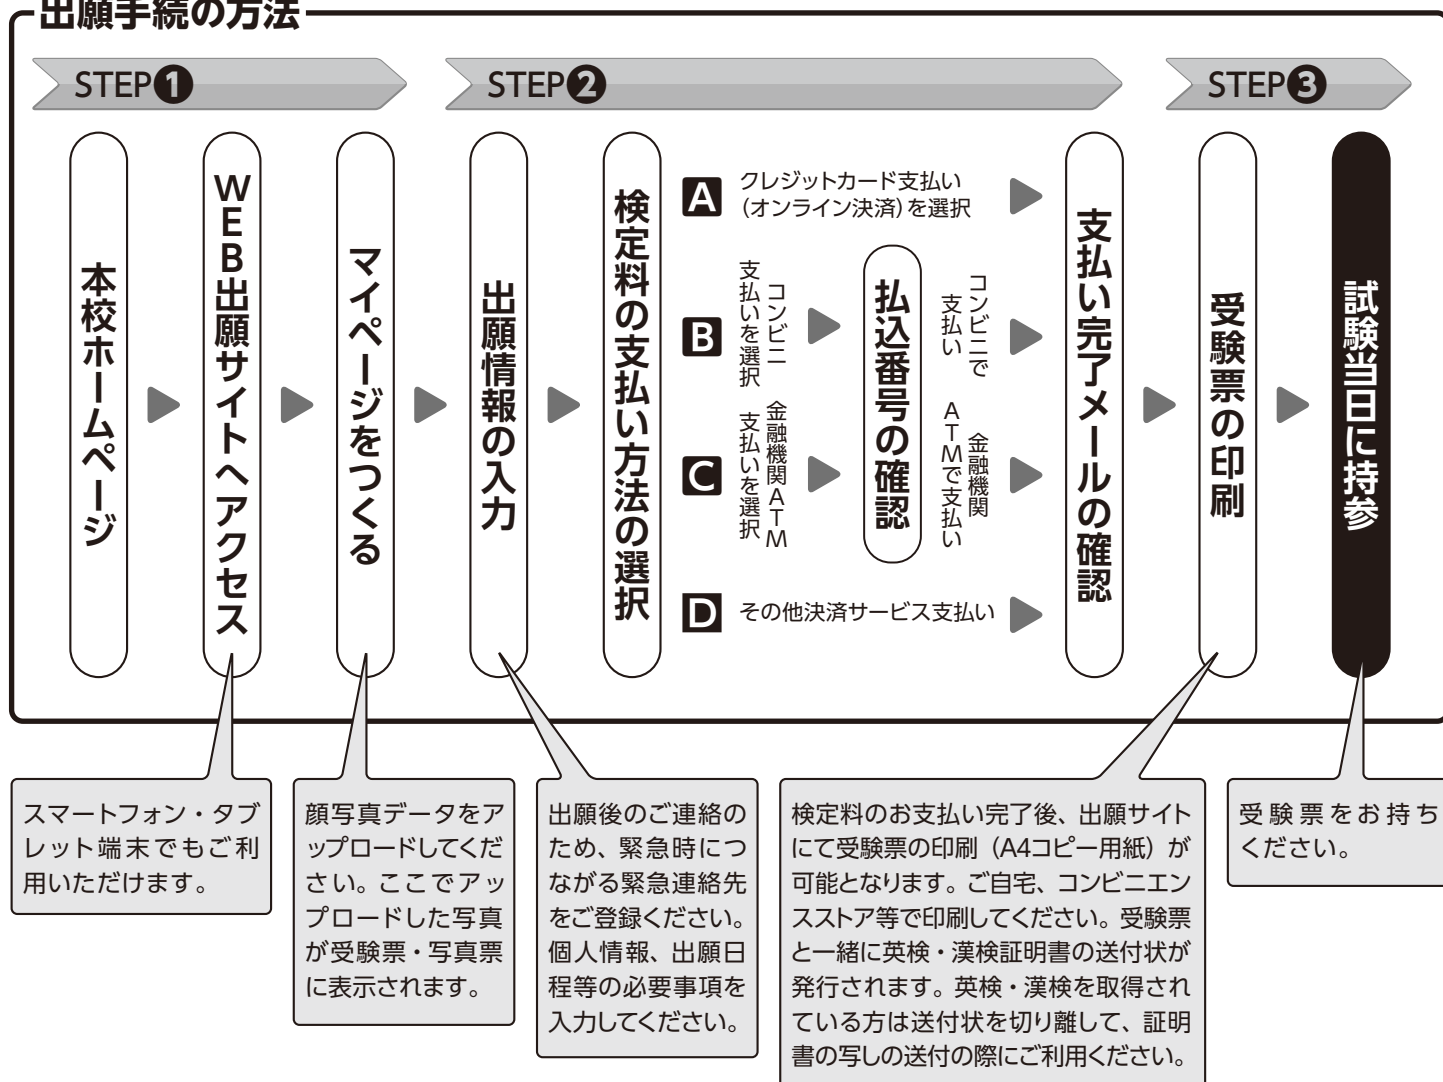 出願手続の方法
STEP❶
STEP❷
STEP❸
本校ホームページ
WEB出願サイトへアクセス
マイページをつくる
出願情報の入力
検定料の支払い方法の選択
A
クレジットカード支払い
（オンライン決済）を選択
B
コンビニ
支払いを選択
C
金融機関ATM
支払いを選択
払込番号の確認
コンビニで
支払い
金融機関
ATMで支払い
D
その他決済サービス支払い
支払い完了メールの確認
受験票の印刷
試験当日に持参
スマートフォン・タブ
レット端末でもご利
用いただけます。
顔写真データをア
ップロードしてくだ
さい。ここでアッ
プロードした写真
が受験票・写真票
に表示されます。
出願後のご連絡の
ため、緊急時につ
ながる緊急連絡先
をご登録ください。
個人情報、出願日
程等の必要事項を
入力してください。
検定料のお支払い完了後、出願サイト
にて受験票の印刷（A4コピー用紙）が
可能となります。ご自宅、コンビニエン
スストア等で印刷してください。受験票
と一緒に英検・漢検証明書の送付状が
発行されます。英検・漢検を取得され
ている方は送付状を切り離して、証明
書の写しの送付の際にご利用ください。
受験票をお持ち
ください。